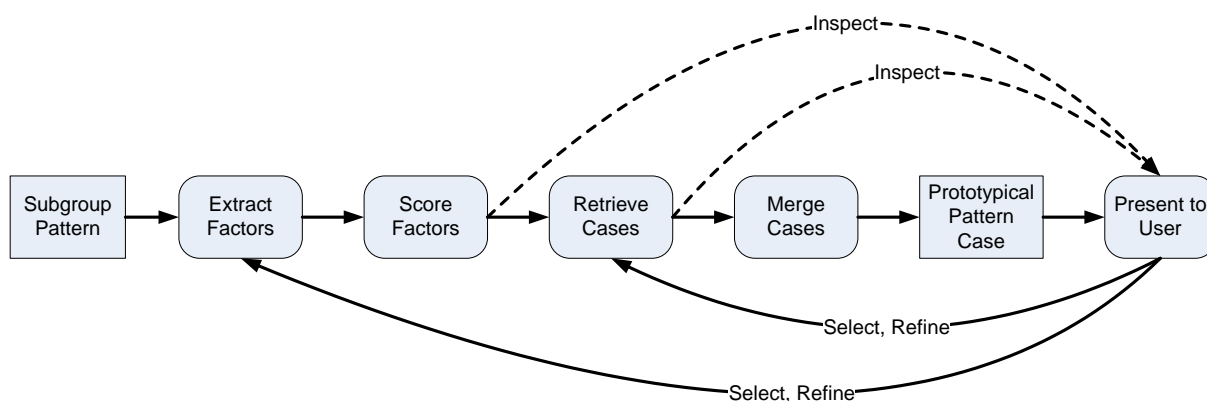 Inspect
Inspect
Subgroup
Pattern
Extract
Factors
Score
Factors
Retrieve
Cases
Merge
Cases
Prototypical
Pattern
Case
Present to
User
Select, Refine
Select, Refine